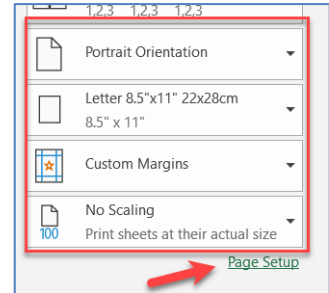 1,2,3 1,2,3 1,2,3
Portrait Orientation
Letter 8.5"x11" 22x28cm
8.5" x 11"
Custom Margins
No Scaling
100
Print sheets at their actual size
Page Setup